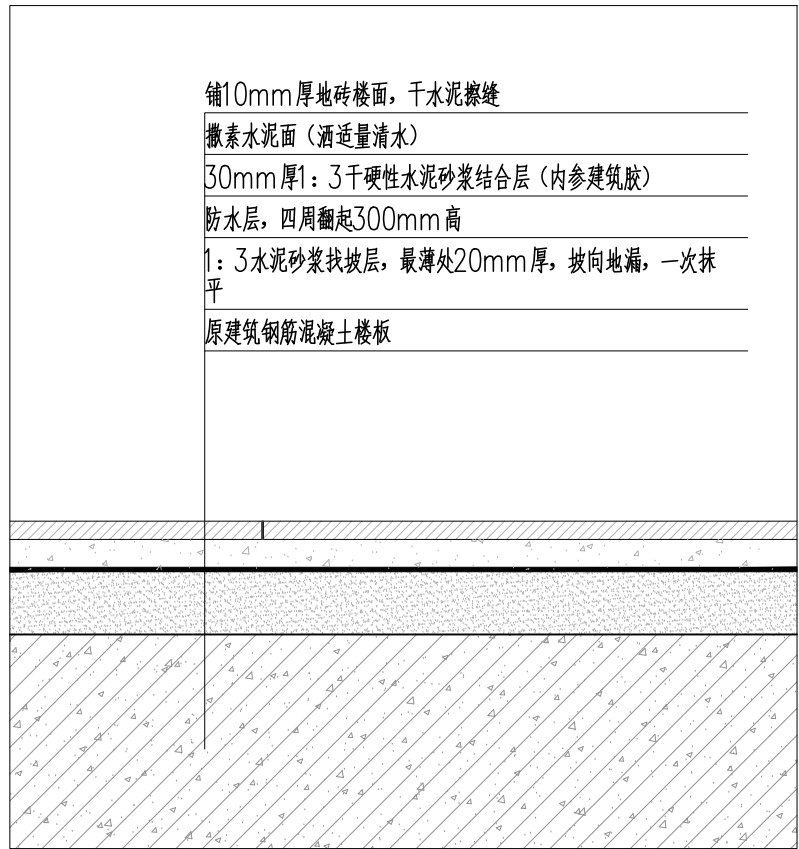 铺10mm厚地砖楼面，干水泥擦缝
撒素水泥面（洒适量清水）
30mm厚1：3干硬性水泥砂浆结合层（内参建筑胶）
防水层，四周翻起300mm高
1：3水泥砂浆找坡层，最薄处20mm厚，坡向地漏，一次抹
平
原建筑钢筋混凝土楼板